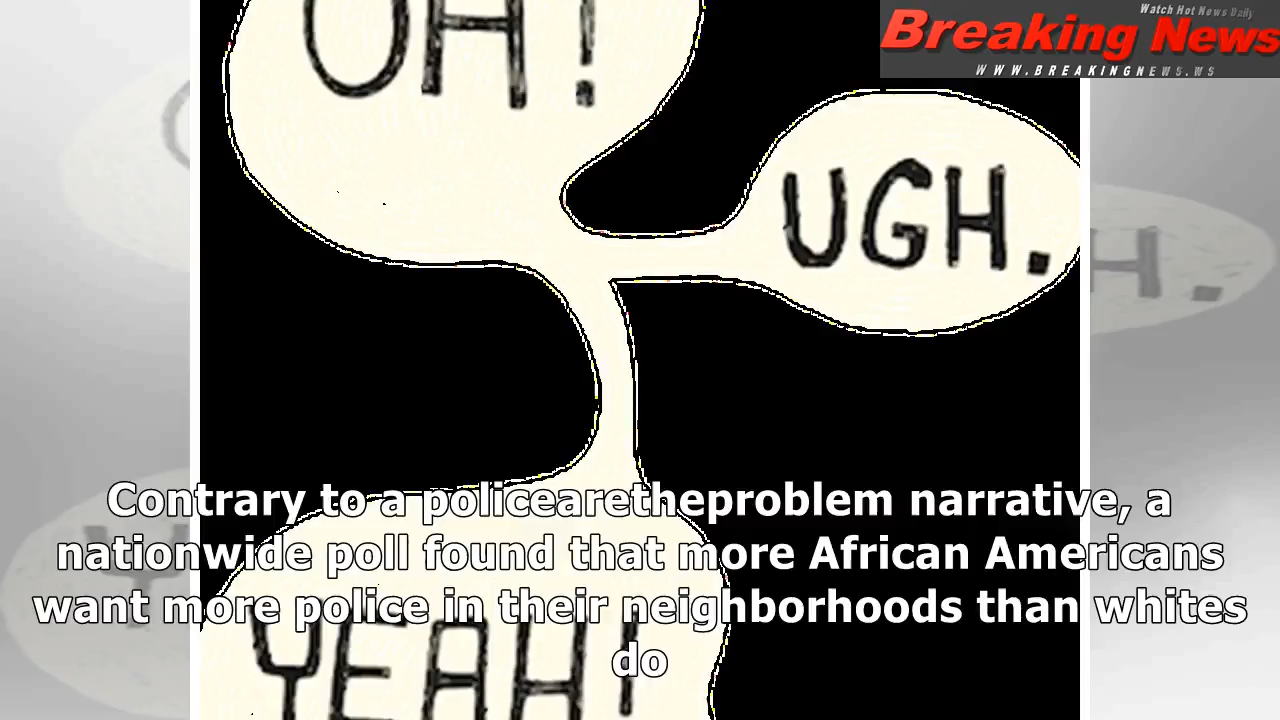 Watch Hot News Daily
Breaking News
WWW.BREAKINGNEWS.WS
OH!
UGH.
Contrary to a policearetheproblem narrative, a
nationwide poll found that more African Americans
want more police in their neighborhoods than whites
do
YEAH!
H.
Y